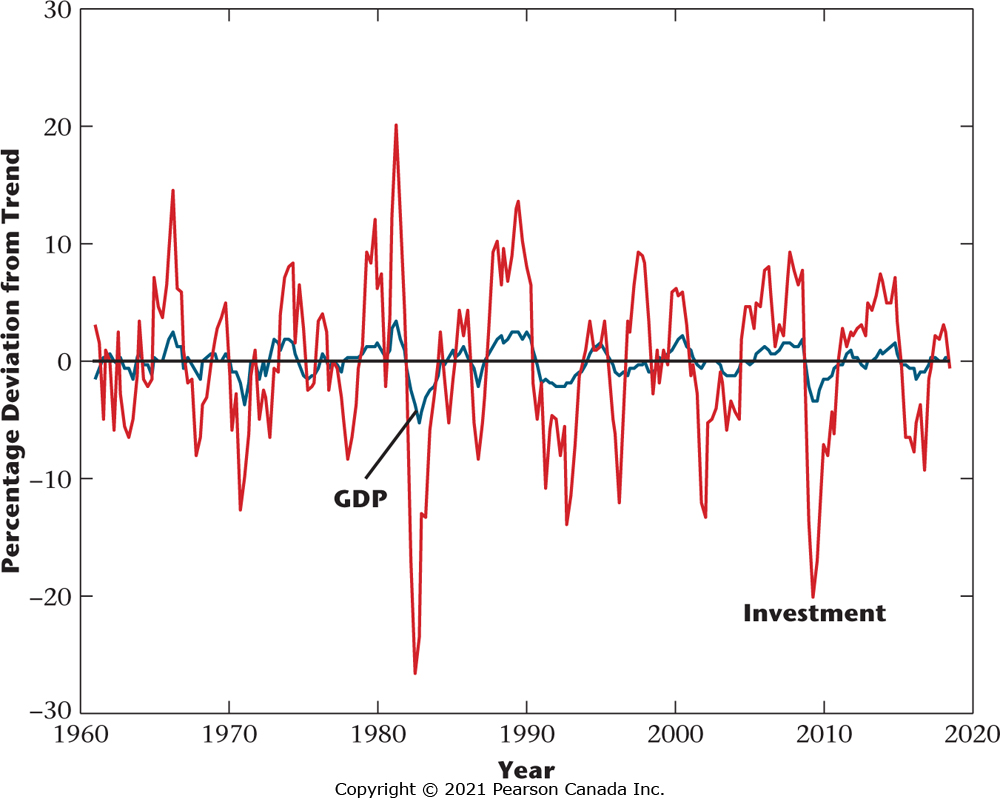 30
20
10
0
−10
−20
−30
Percentage Deviation from Trend
GDP
Investment
1960 1970 1980 1990 2000 2010 2020
Year
Copyright © 2021 Pearson Canada Inc.